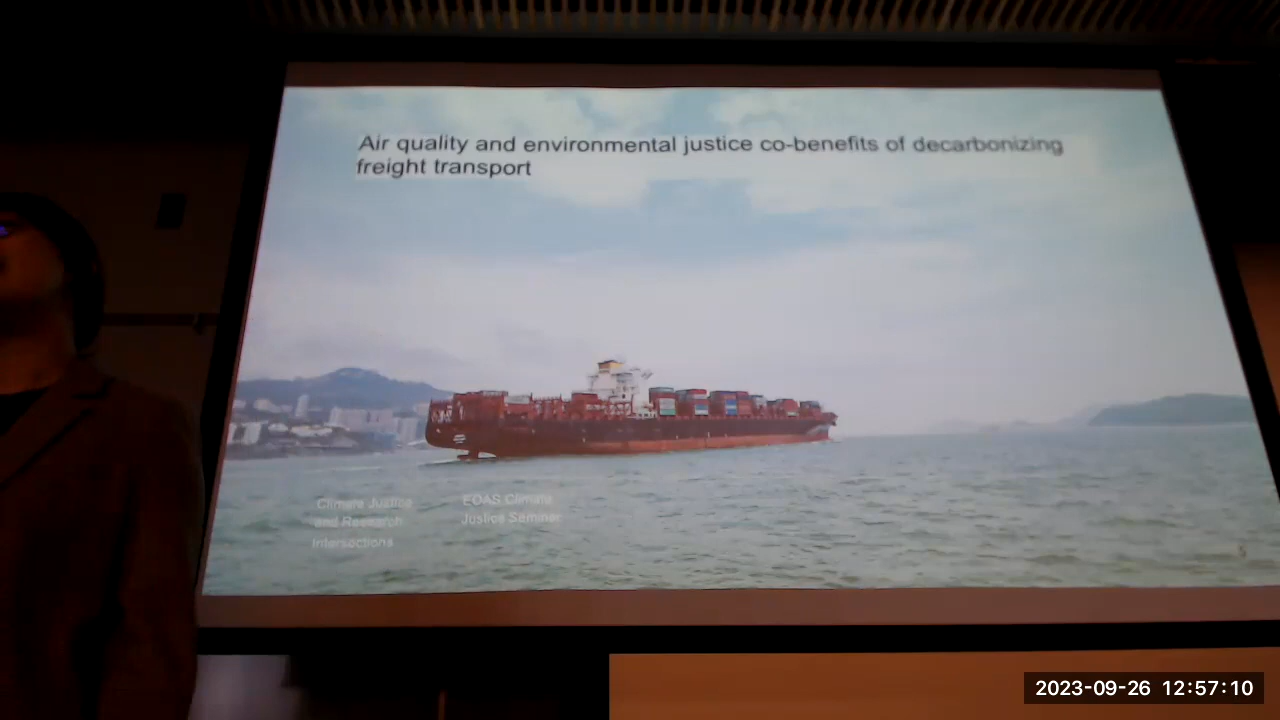 Air quality and environmental justice co-benefits of decarbonizing
freight transport
Climate Justice
and Research
Intersections
EOAS Climate
Justice Seminar
2023-09-26 12:57:10